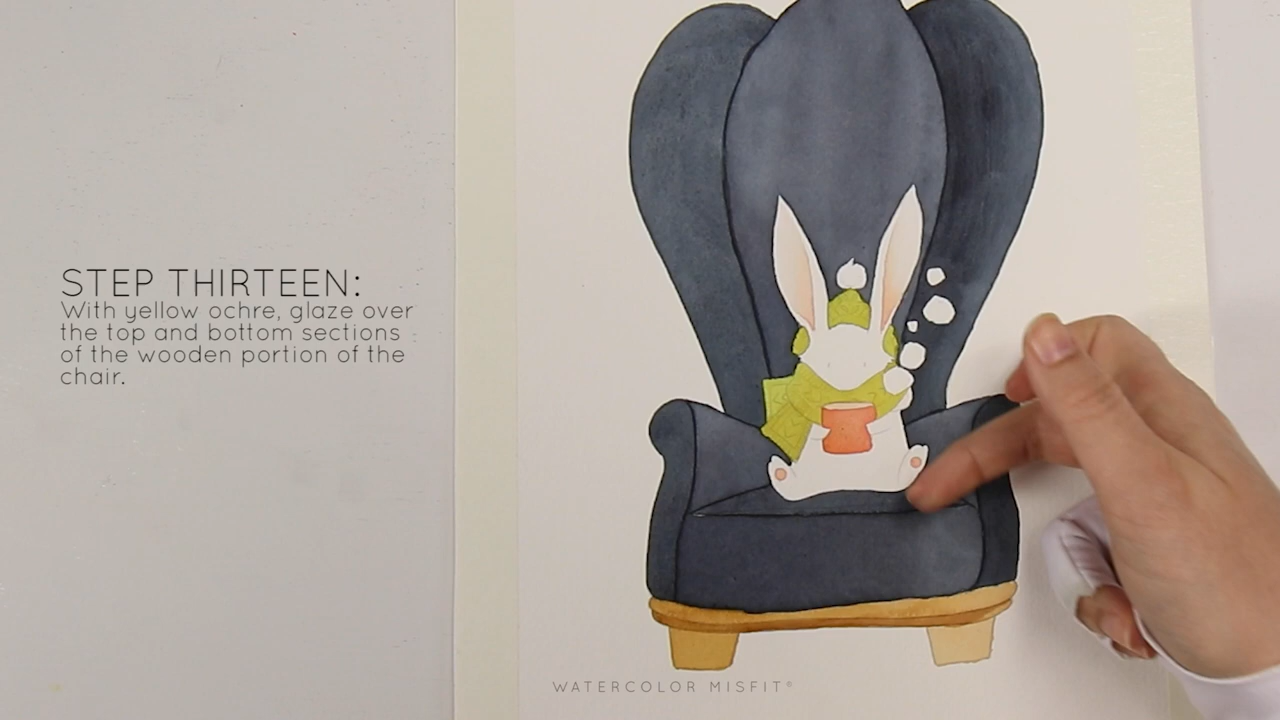 STEP THIRTEEN:
With yellow ochre, glaze over
the top and bottom sections
of the wooden portion of the
chair.
WATERCOLOR MISFIT®